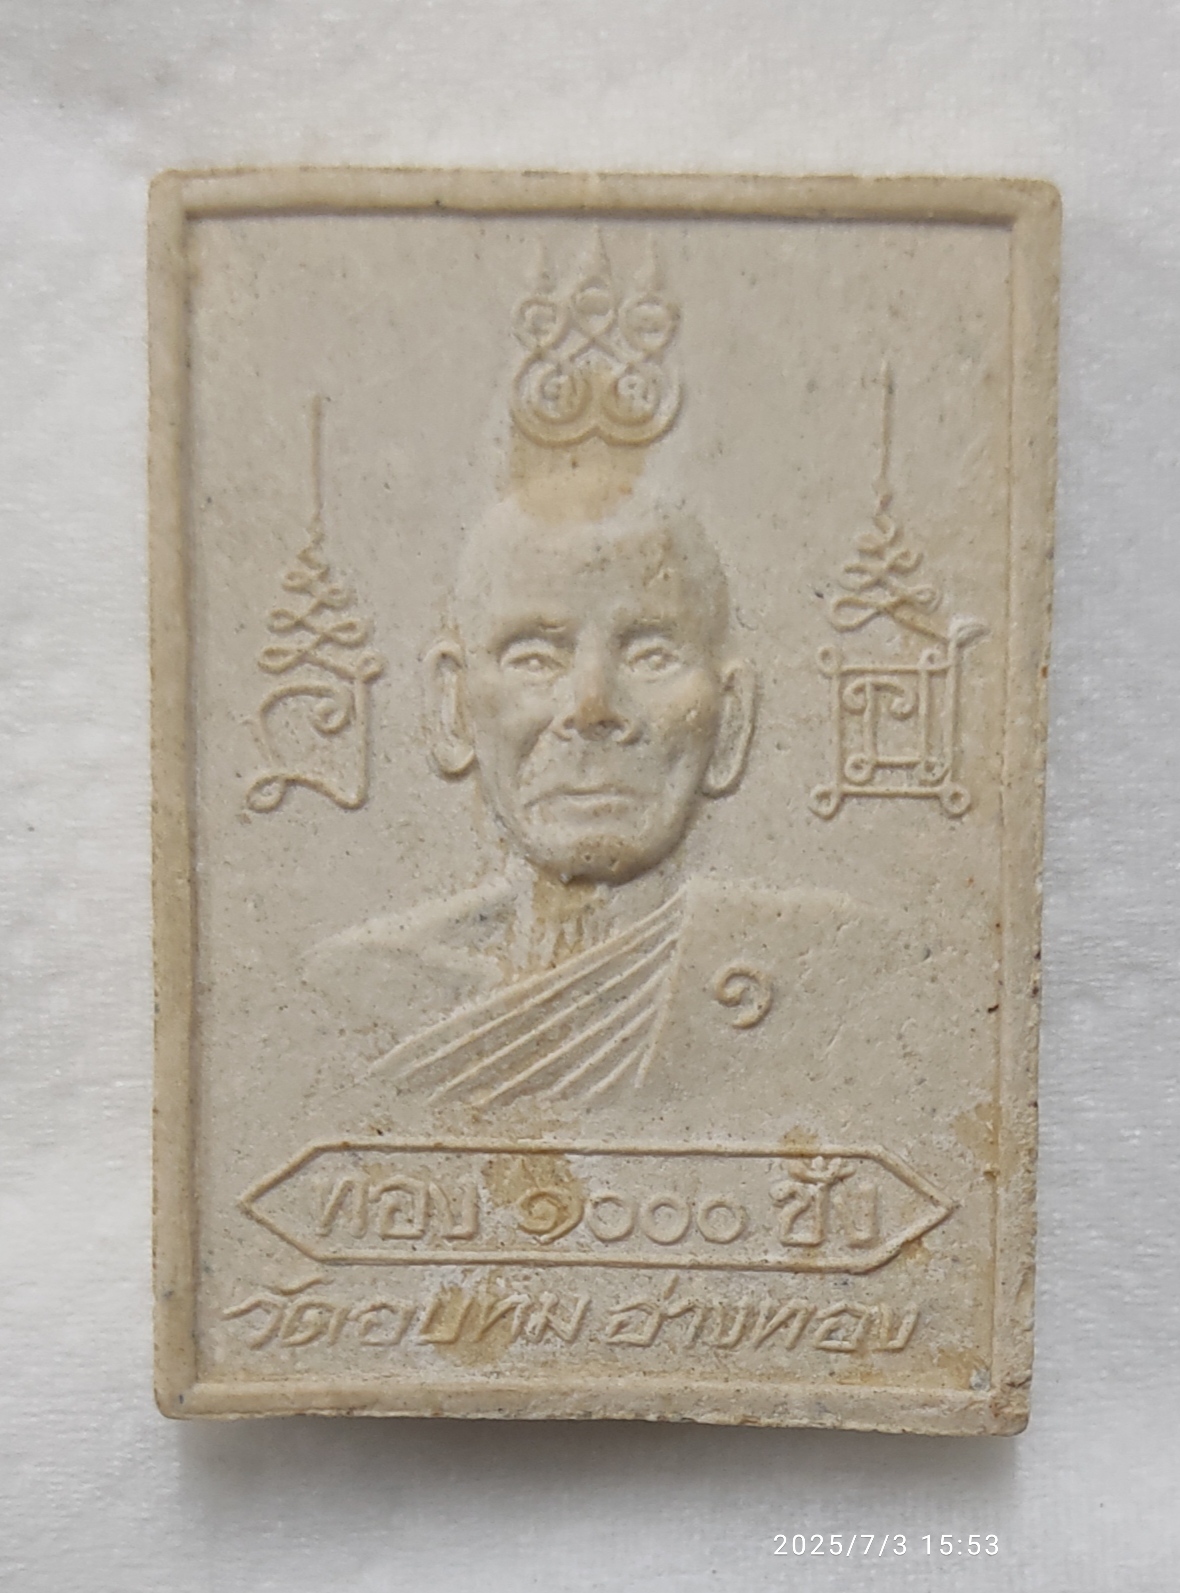 ๑
ทอง ๑๐๐๐ ชั่ง
วัดอบทม อ่างทอง
2025/7/3 15:53